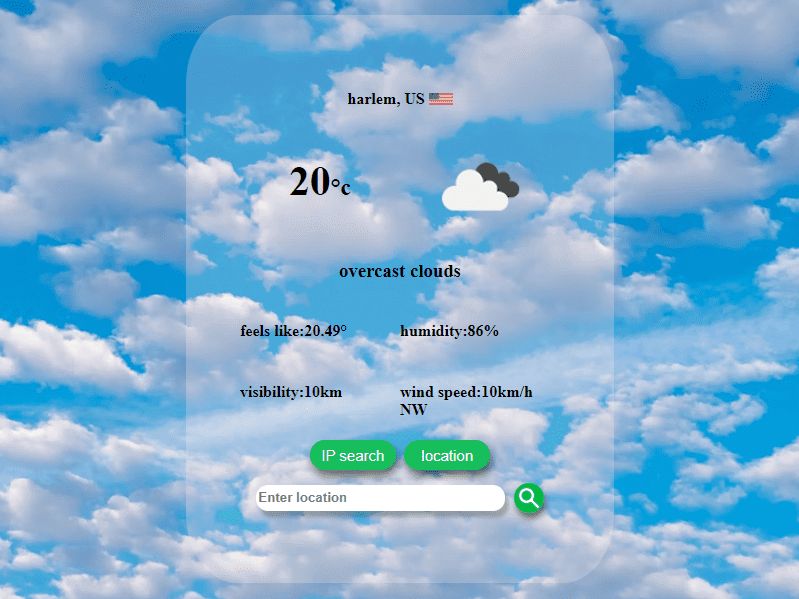 harlem, US
20°c
overcast clouds
feels like:20.49°
humidity:86%
visibility:10km
wind speed:10km/h
NW
IP search
location
Enter location